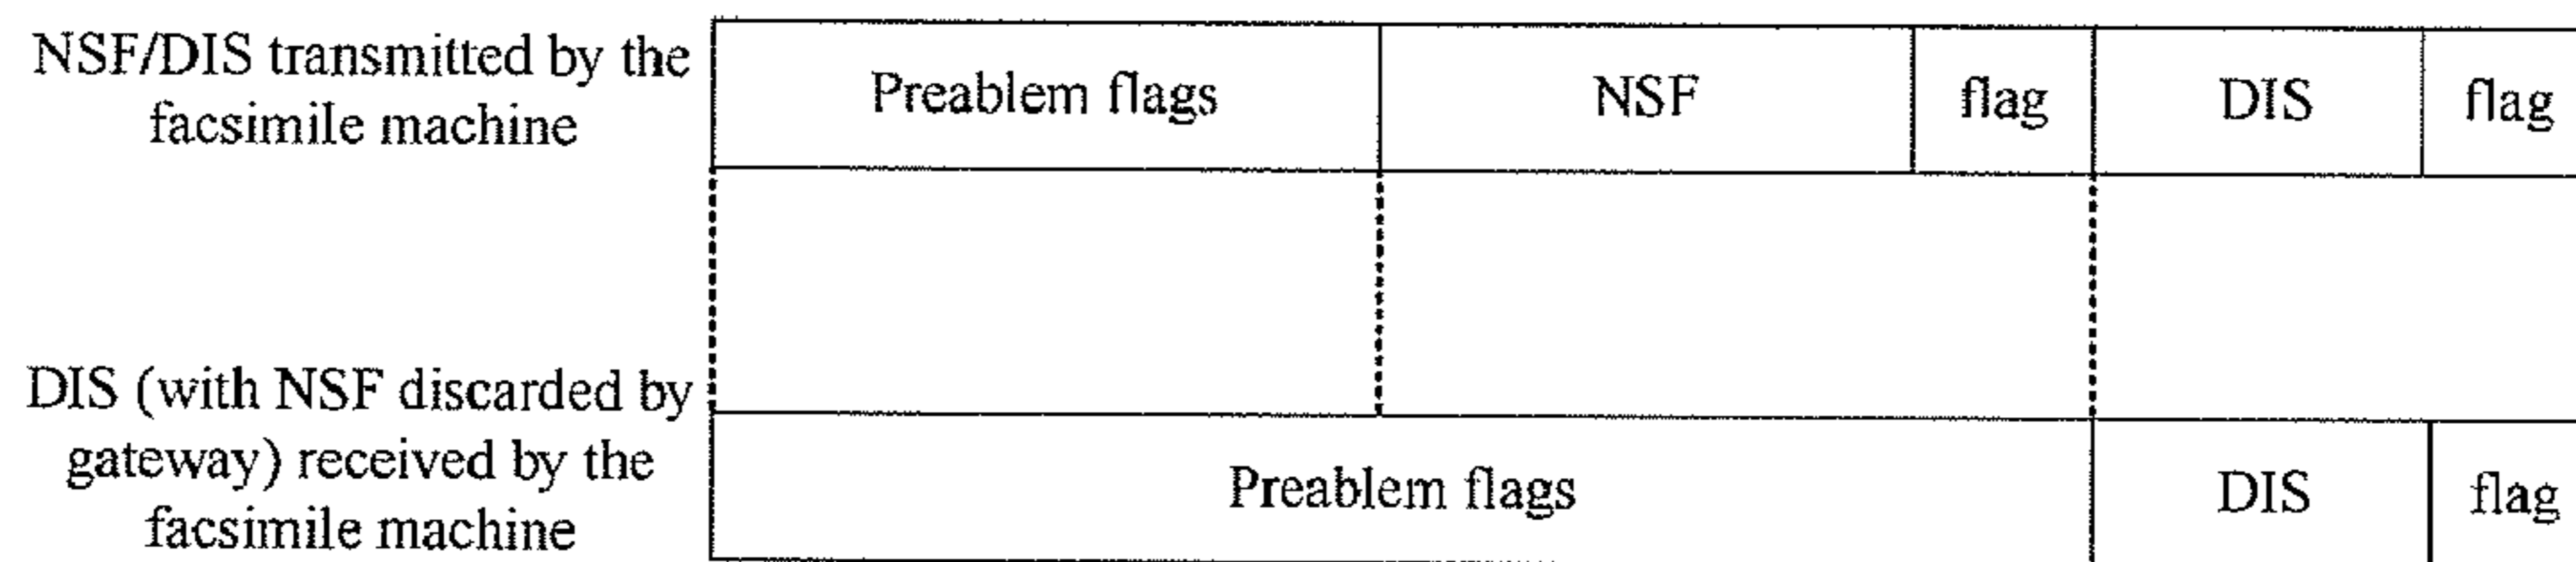 NSF/DIS transmitted by the
facsimile machine
Preablem flags
NSF
flag
DIS
flag
DIS (with NSF discarded by
gateway) received by the
facsimile machine
Preablem flags
DIS
flag